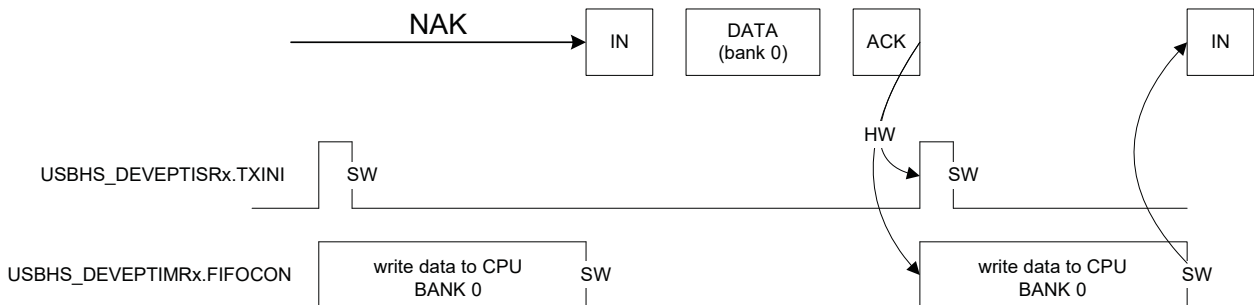 NAK
IN
DATA
(bank 0)
ACK
IN
HW
USBHS_DEVEPTISRx.TXINI
SW
SW
USBHS_DEVEPTIMRx.FIFOCON
write data to CPU
BANK 0
SW
write data to CPU
BANK 0
SW